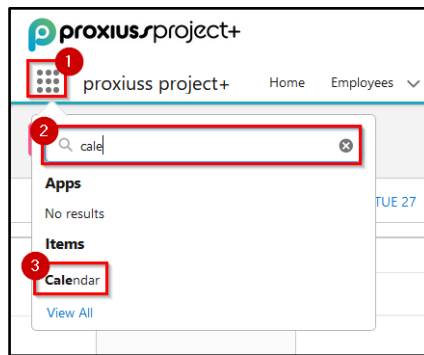 proxiussproject+
1
proxiuss project+ Home Employees
2
cale
Apps
No results
TUE 27
Items
3
Calendar
View All